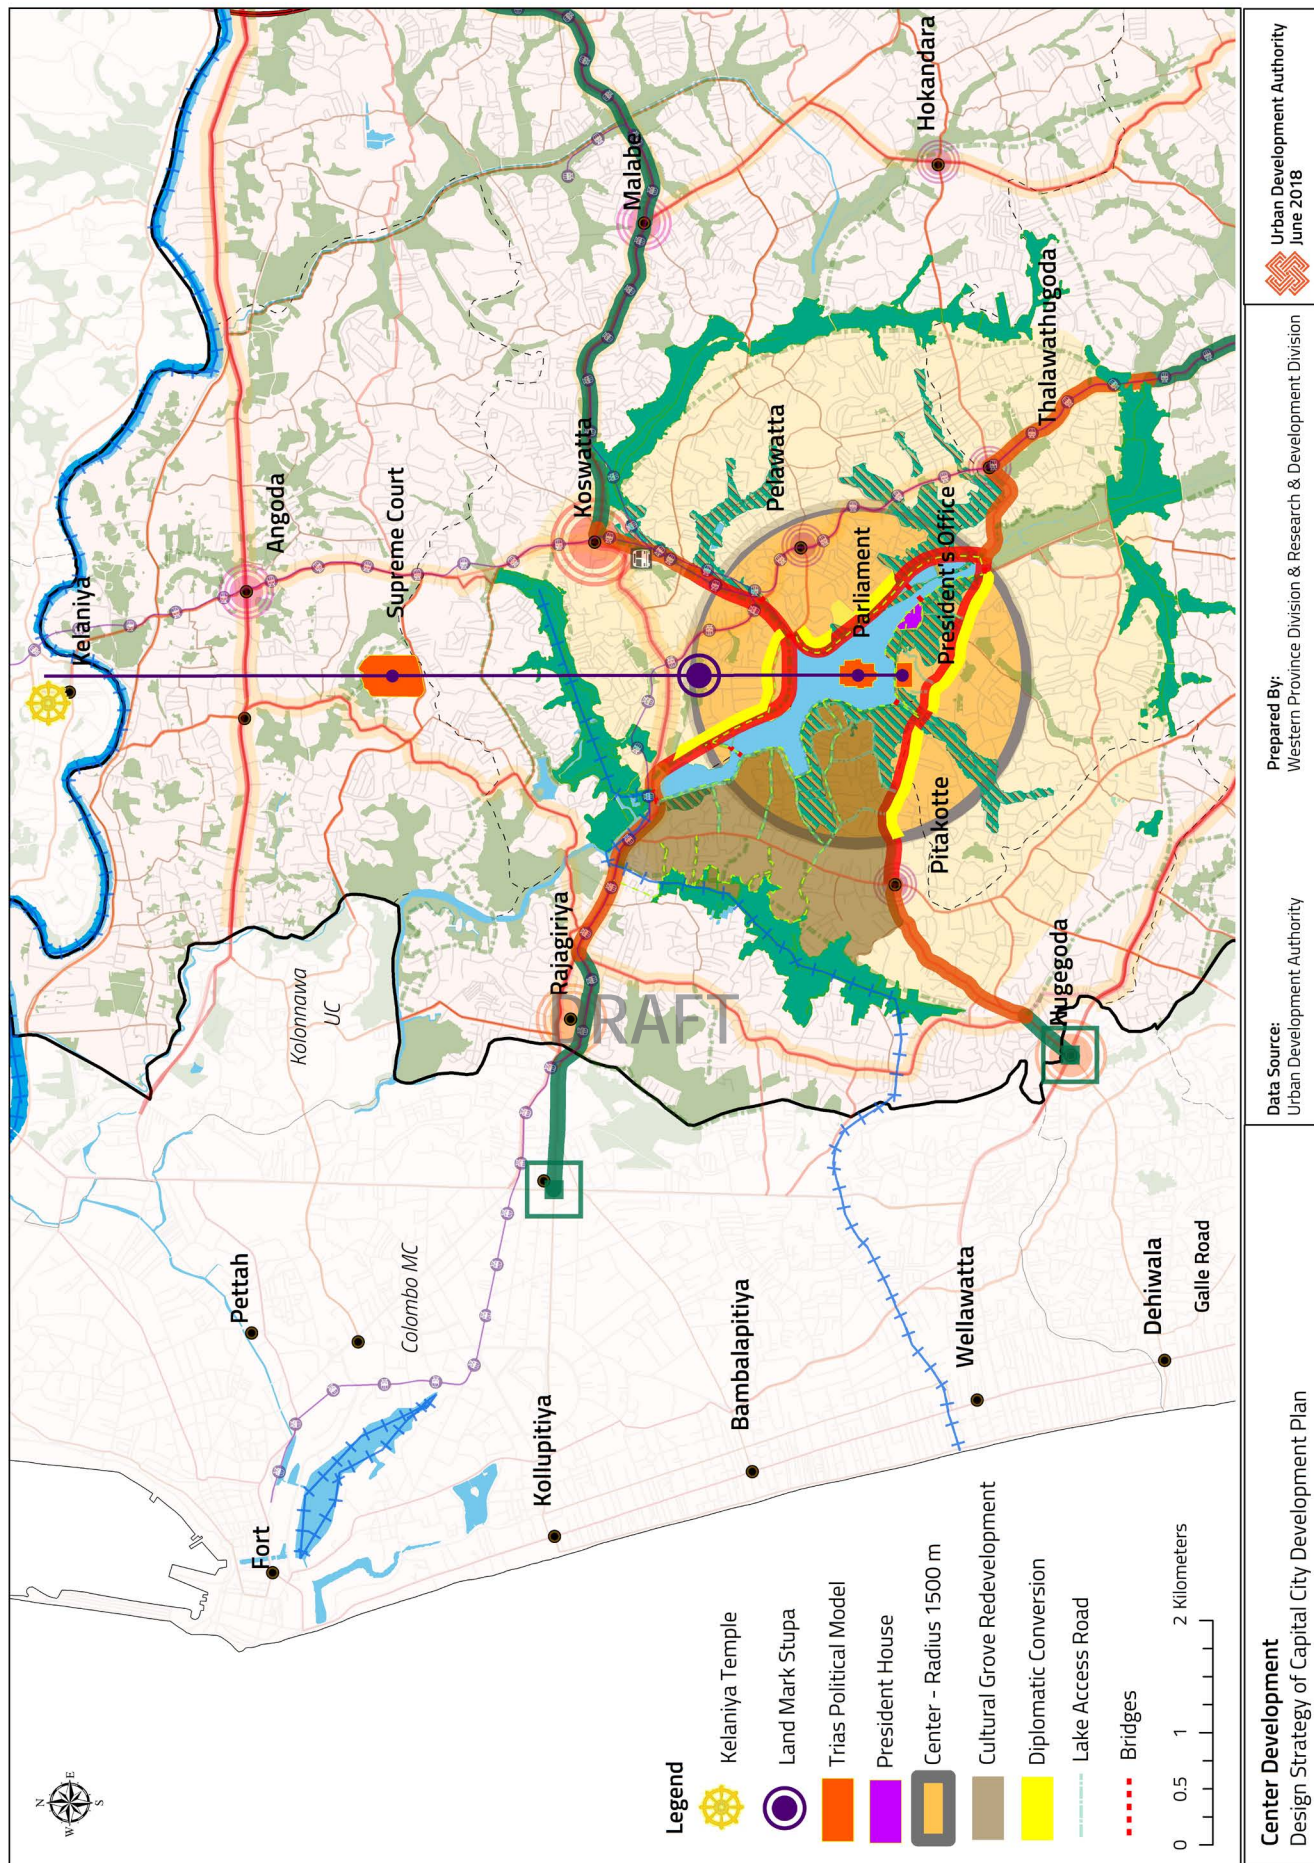 Kelaniya
Angoda
Supreme Court
Koswatta
Malabe
Hokandara
Pelawatta
Parliament
President's Office
Thalawathugoda
Kolonnawa
UC
Rajagiriya
DRAFT
Pitakotte
Nugegoda
Pettah
Colombo MC
Fort
Kollupitiya
Bambalapitiya
Wellawatta
Dehiwala
Galle Road
N
W
E
S
Legend
Kelaniya Temple
Land Mark Stupa
Trias Political Model
President House
Center - Radius 1500 m
Cultural Grove Redevelopment
Diplomatic Conversion
Lake Access Road
Bridges
0 0.5 1 2 Kilometers
Center Development
Design Strategy of Capital City Development Plan
Data Source:
Urban Development Authority
Prepared By:
Western Province Division & Research & Development Division
Urban Development Authority
June 2018